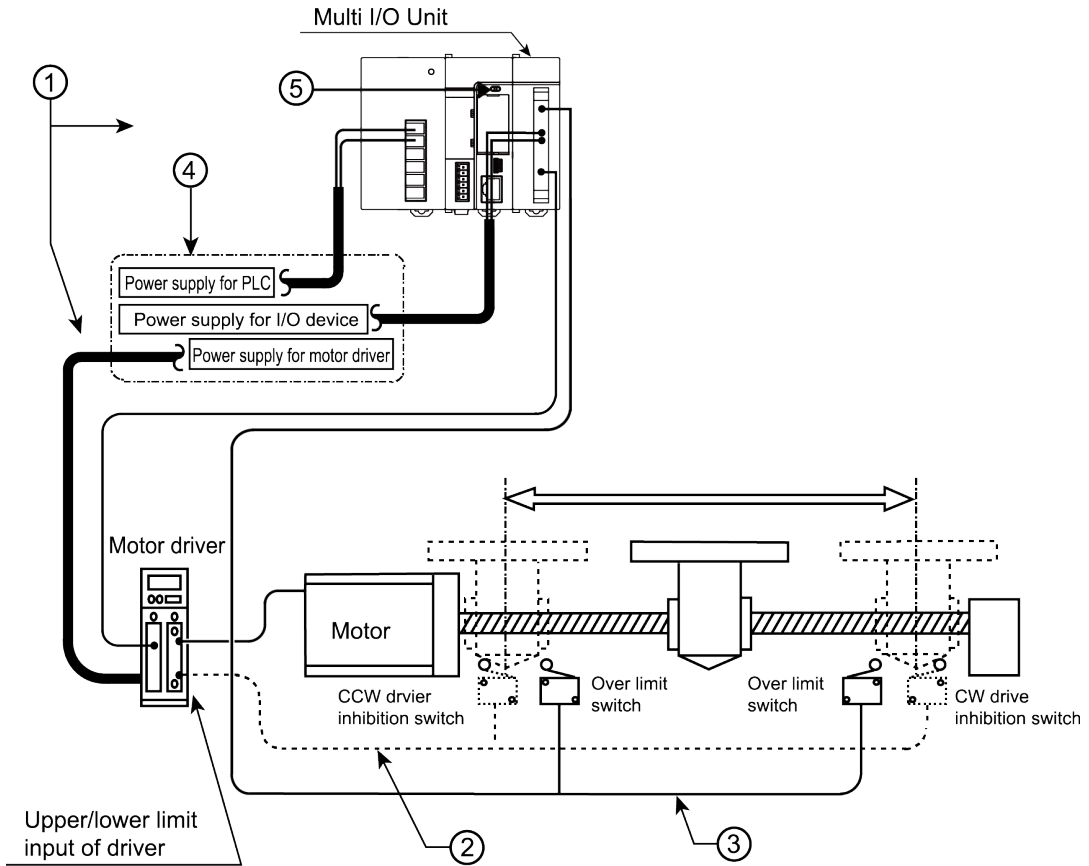 Multi I/O Unit
1
5
4
Power supply for PLC
Power supply for I/O device
Power supply for motor driver
Motor driver
Motor
CCW drvier
inhibition switch
Over limit
switch
Over limit
switch
CW drive
inhibition switch
Upper/lower limit
input of driver
2
3